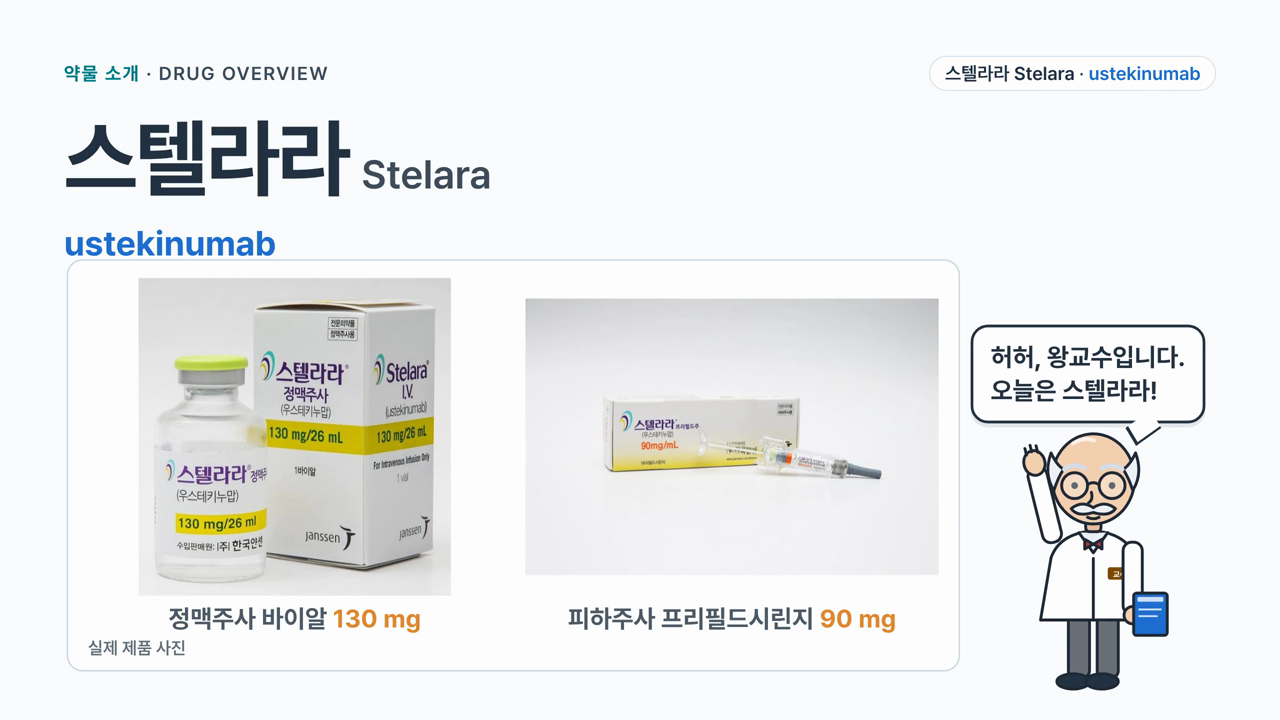 약물 소개 · DRUG OVERVIEW
스텔라라 Stelara · ustekinumab
스텔라라 Stelara
ustekinumab
전문의약품
정맥주사용
스텔라라®
정맥주사
(우스테키누맙)
130 mg/26 mL
1바이알
janssen
Stelara®
I.V.
(ustekinumab)
130 mg/26 mL
For Intravenous Infusion Only
1 vial
janssen
스텔라라® 정맥주
(우스테키누맙)
130 mg/26 ml
수입판매원: (주) 한국얀센
스텔라라® 프리필드주
(우스테키누맙)
90mg/mL
정맥주사 바이알 130 mg
피하주사 프리필드시린지 90 mg
실제 제품 사진
허허, 왕교수입니다.
오늘은 스텔라라!